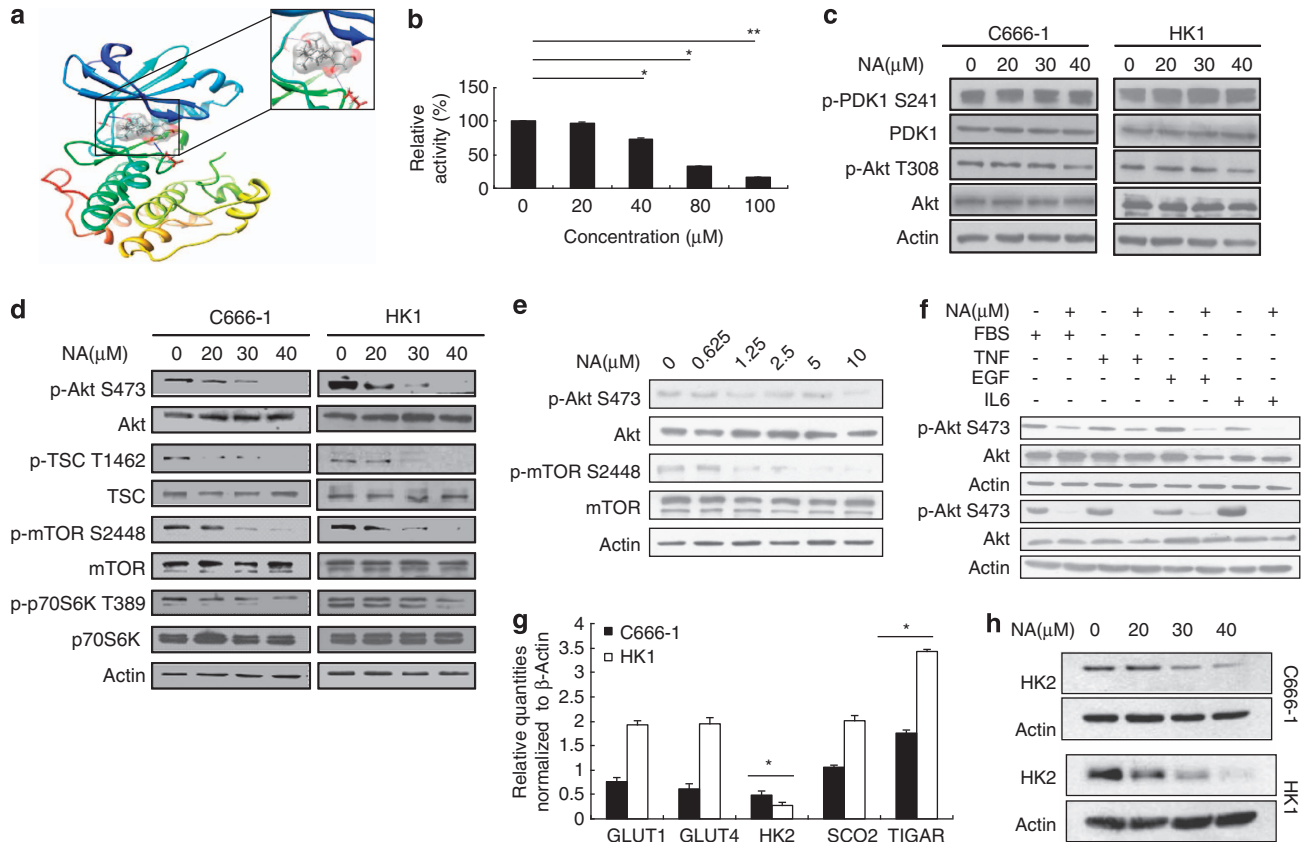 a
b
**
*
*
Relative activity (%)
150
100
50
0
0 20 40 80 100
Concentration (μM)
c
C666-1 HK1
NA(μM) 0 20 30 40 0 20 30 40
p-PDK1 S241
PDK1
p-Akt T308
Akt
Actin
d
C666-1 HK1
NA(μM) 0 20 30 40 0 20 30 40
p-Akt S473
Akt
p-TSC T1462
TSC
p-mTOR S2448
mTOR
p-p70S6K T389
p70S6K
Actin
e
NA(μM) 0 0.625 1.25 2.5 5 10
p-Akt S473
Akt
p-mTOR S2448
mTOR
Actin
f
NA(μM) - + - + - + - +
FBS + + - - - - - -
TNF - - + + - - - -
EGF - - - - + + - -
IL6 - - - - - - + +
p-Akt S473
Akt
Actin
p-Akt S473
Akt
Actin
g
Relative quantities normalized to β-Actin
4
3.5
3
2.5
2
1.5
1
0.5
0
C666-1
HK1
*
*
GLUT1 GLUT4 HK2 SCO2 TIGAR
h
NA(μM) 0 20 30 40
HK2
Actin
C666-1
HK2
Actin
HK1